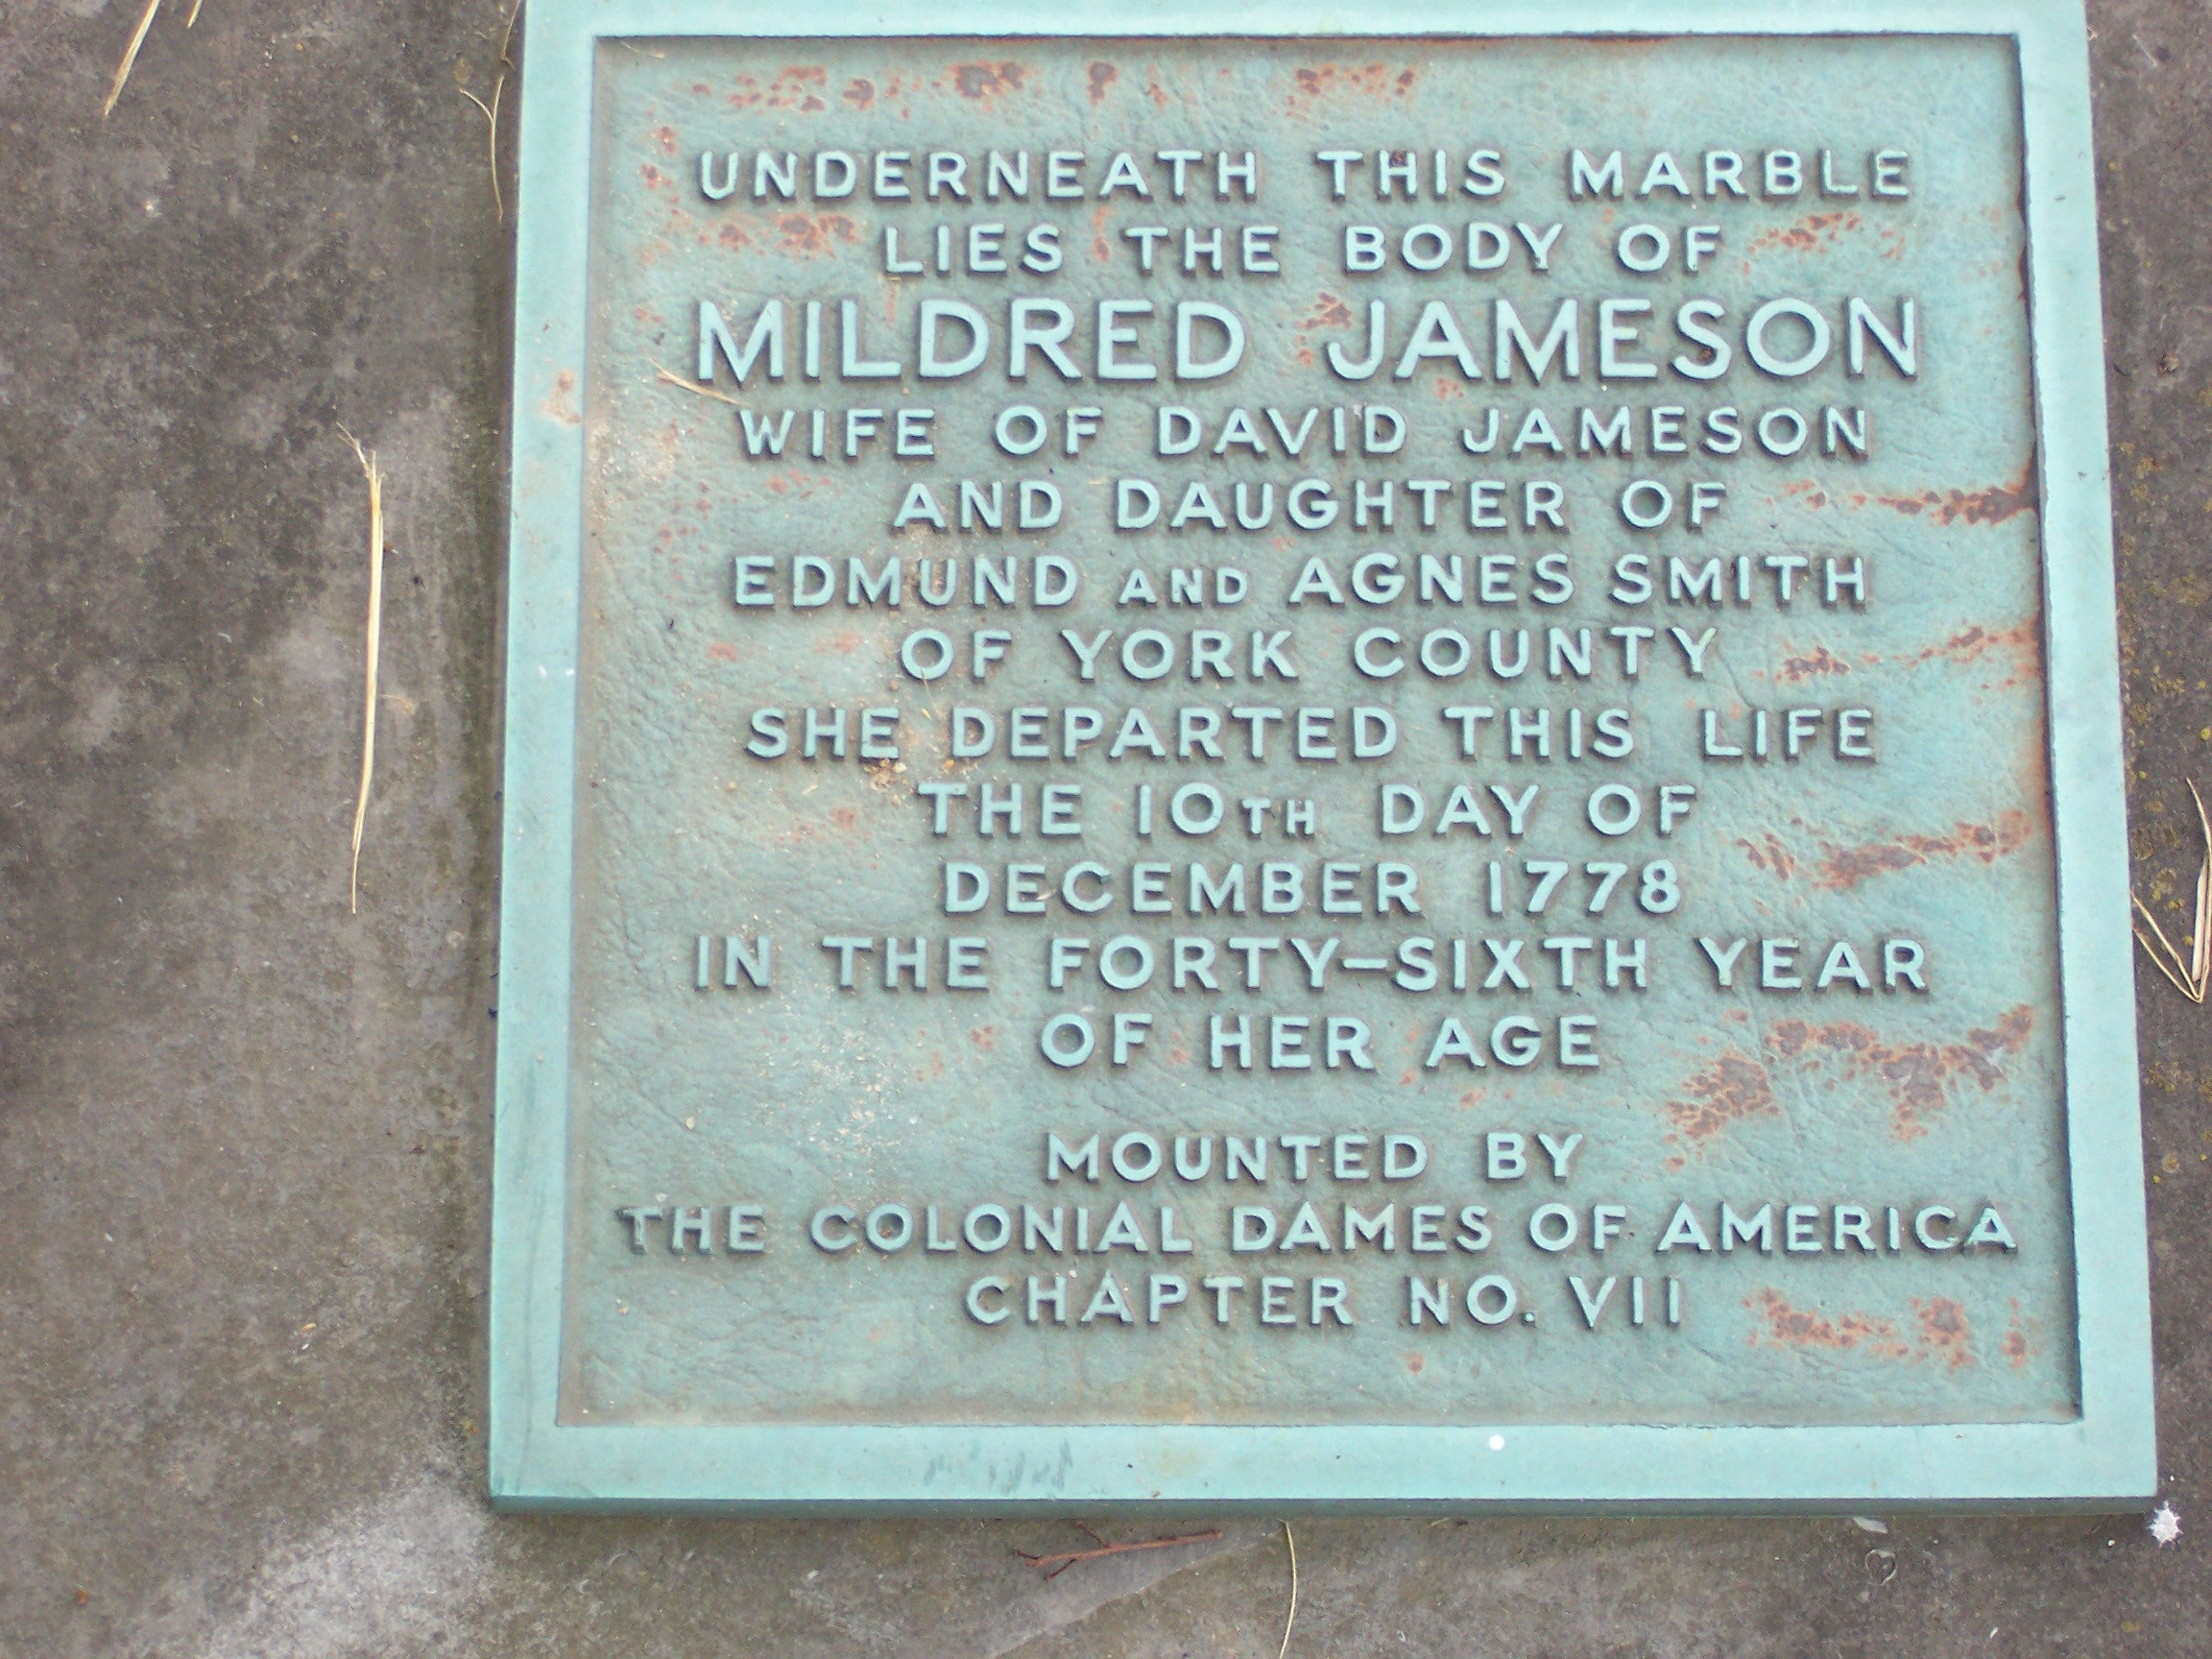 UNDERNEATH THIS MARBLE
LIES THE BODY OF
MILDRED JAMESON
WIFE OF DAVID JAMESON
AND DAUGHTER OF
EDMUND AND AGNES SMITH
OF YORK COUNTY
SHE DEPARTED THIS LIFE
THE 10TH DAY OF
DECEMBER 1778
IN THE FORTY-SIXTH YEAR
OF HER AGE
MOUNTED BY
THE COLONIAL DAMES OF AMERICA
CHAPTER NO. VII